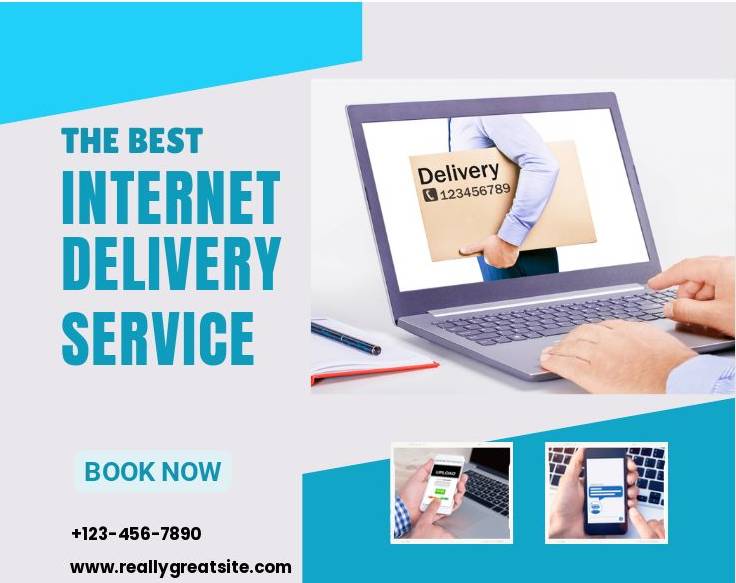 THE BEST
INTERNET
DELIVERY
SERVICE
Delivery
123456789
UPLOAD
BOOK NOW
+123-456-7890
www.reallygreatsite.com